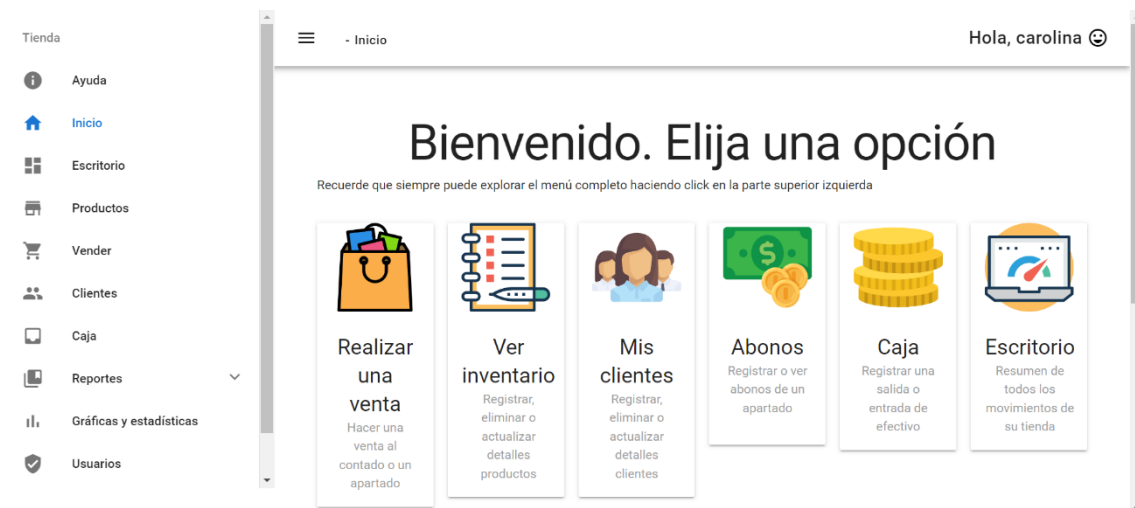 Tienda
Ayuda
Inicio
Escritorio
Productos
Vender
Clientes
Caja
Reportes
Gráficas y estadísticas
Usuarios
- Inicio
Hola, carolina
Bienvenido. Elija una opción
Recuerde que siempre puede explorar el menú completo haciendo click en la parte superior izquierda
Realizar
una
venta
Hacer una
venta al
contado o un
apartado
Ver
inventario
Registrar,
eliminar o
actualizar
detalles
productos
Mis
clientes
Registrar,
eliminar o
actualizar
detalles
clientes
Abonos
Registrar o ver
abonos de un
apartado
Caja
Registrar una
salida o
entrada de
efectivo
Escritorio
Resumen de
todos los
movimientos de
su tienda